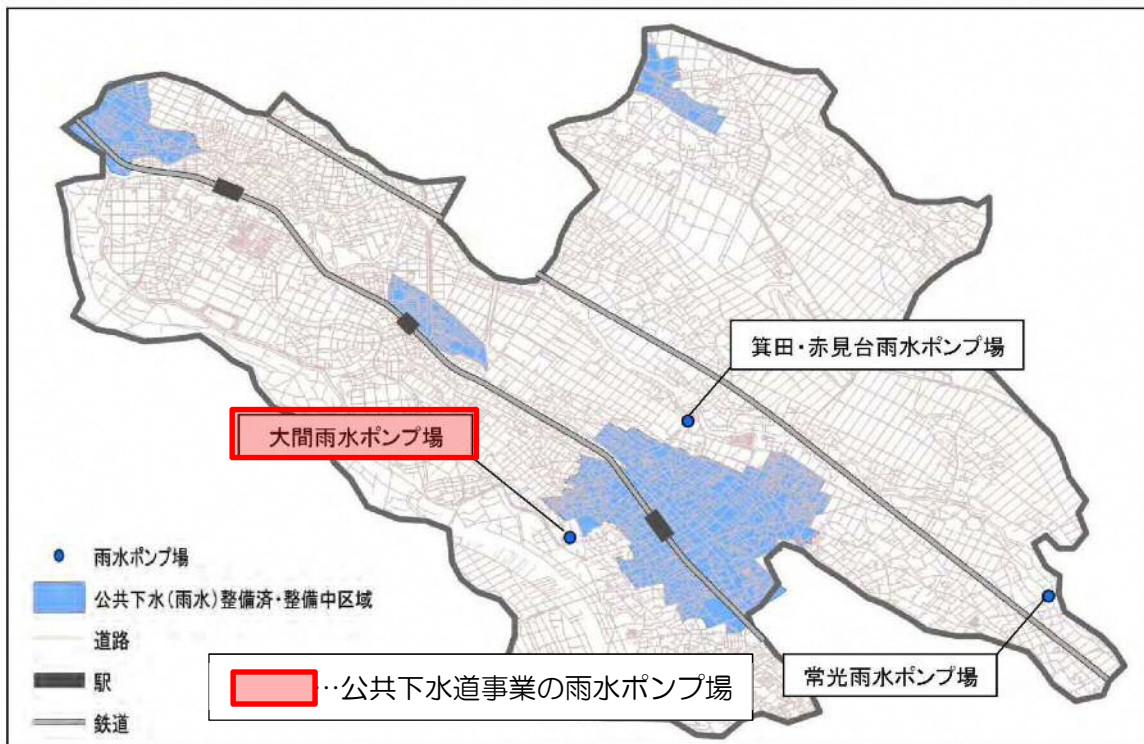 箕田・赤見台雨水ポンプ場
大間雨水ポンプ場
雨水ポンプ場
公共下水(雨水)整備済・整備中区域
道路
駅
鉄道
…公共下水道事業の雨水ポンプ場
常光雨水ポンプ場